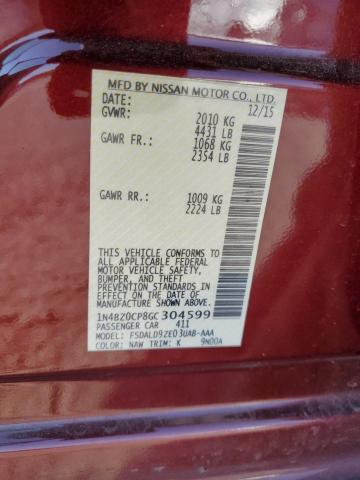 MFD BY NISSAN MOTOR CO., LTD.
DATE: 12/15
GVWR: 2010 KG
4431 LB
GAWR FR.: 1068 KG
2354 LB
GAWR RR.: 1009 KG
2224 LB
THIS VEHICLE CONFORMS TO
ALL APPLICABLE FEDERAL
MOTOR VEHICLE SAFETY,
BUMPER, AND THEFT
PREVENTION STANDARDS IN
EFFECT ON THE DATE OF
MANUFACTURE SHOWN ABOVE.
1N4BZ0CP8GC304599
PASSENGER CAR 411
MODEL: FSDALD9ZE03UAB-AAA
COLOR: NAW TRIM: K 9N00A